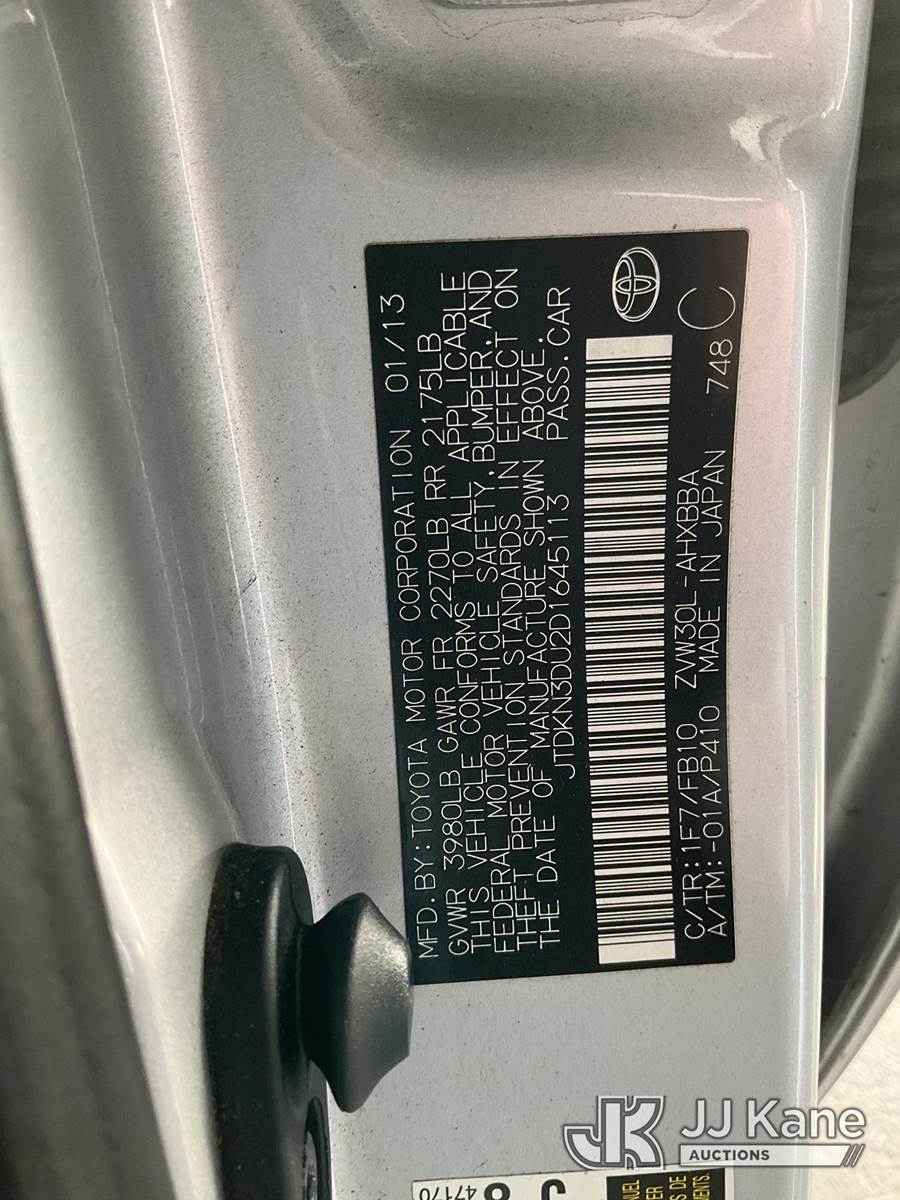 MFD. BY: TOYOTA MOTOR CORPORATION 01/13
GVWR 3980LB GAWR FR 2270LB RR 2175LB
THIS VEHICLE CONFORMS TO ALL APPLICABLE
FEDERAL MOTOR VEHICLE SAFETY, BUMPER, AND
THEFT PREVENTION STANDARDS IN EFFECT ON
THE DATE OF MANUFACTURE SHOWN ABOVE.
JTDKN3DU2D1645113 PASS. CAR
C/TR: 1F7/FB10 ZVW30L-AHXBBA
A/TM: -01A/P410 MADE IN JAPAN 748 C
47170
JK JJ Kane
AUCTIONS